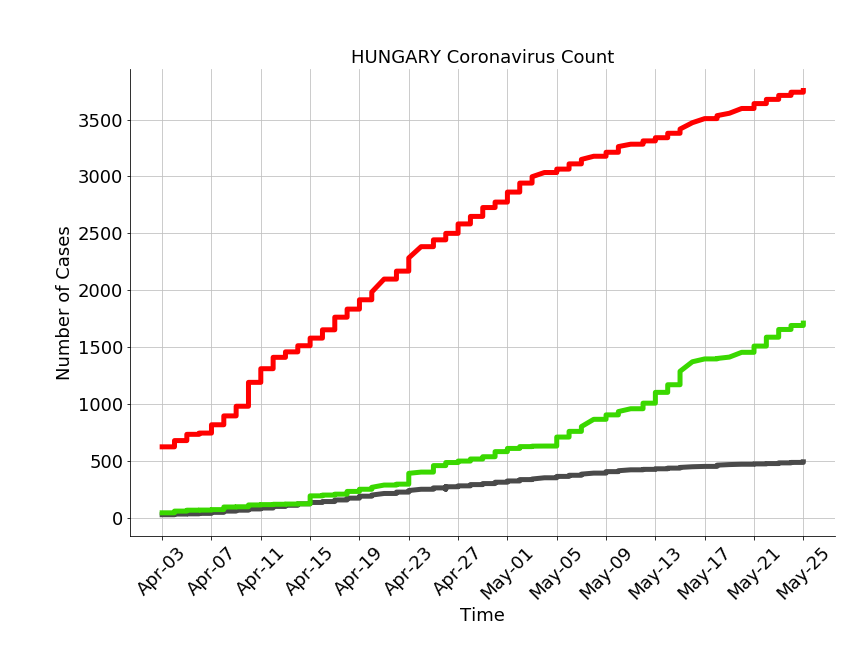 HUNGARY Coronavirus Count
Number of Cases
3500
3000
2500
2000
1500
1000
500
0
Apr-03
Apr-07
Apr-11
Apr-15
Apr-19
Apr-23
Apr-27
May-01
May-05
May-09
May-13
May-17
May-21
May-25
Time